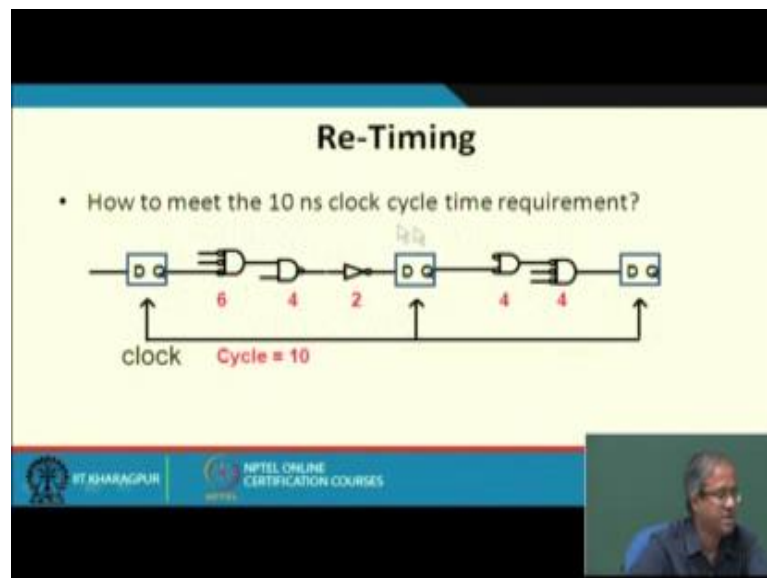 Re-Timing
• How to meet the 10 ns clock cycle time requirement?
D Q D Q D Q
6 4 2 4 4
clock Cycle = 10
IIT KHARAGPUR
NPTEL ONLINE
CERTIFICATION COURSES
NPTEL